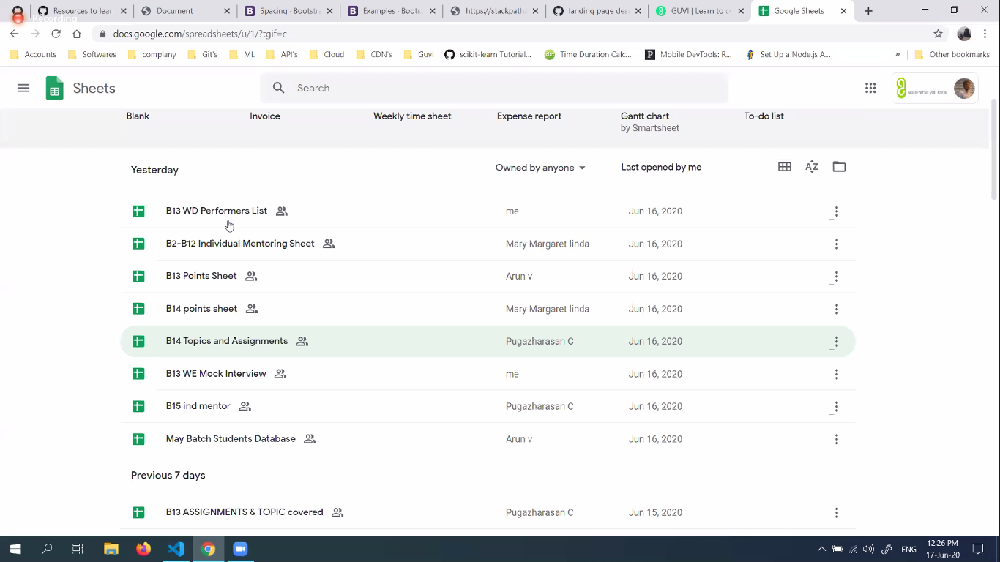 Resources to learn
Document
Spacing · Bootstra
Examples · Bootst
https://stackpath
landing page des
GUVI | Learn to c
Google Sheets
Recording
docs.google.com/spreadsheets/u/1/?tgif=c
Accounts
Softwares
complany
Git's
ML
API's
Cloud
CDN's
Guvi
scikit-learn Tutorial...
Time Duration Calc...
Mobile DevTools: R...
Set Up a Node.js A...
»
Other bookmarks
Sheets
Search
share what you know
Blank
Invoice
Weekly time sheet
Expense report
Gantt chart
by Smartsheet
To-do list
Yesterday
Owned by anyone
Last opened by me
AZ
B13 WD Performers List
me
Jun 16, 2020
B2-B12 Individual Mentoring Sheet
Mary Margaret linda
Jun 16, 2020
B13 Points Sheet
Arun v
Jun 16, 2020
B14 points sheet
Mary Margaret linda
Jun 16, 2020
B14 Topics and Assignments
Pugazharasan C
Jun 16, 2020
B13 WE Mock Interview
me
Jun 16, 2020
B15 ind mentor
Pugazharasan C
Jun 16, 2020
May Batch Students Database
Arun v
Jun 16, 2020
Previous 7 days
B13 ASSIGNMENTS & TOPIC covered
Pugazharasan C
Jun 15, 2020
ENG
12:26 PM
17-Jun-20